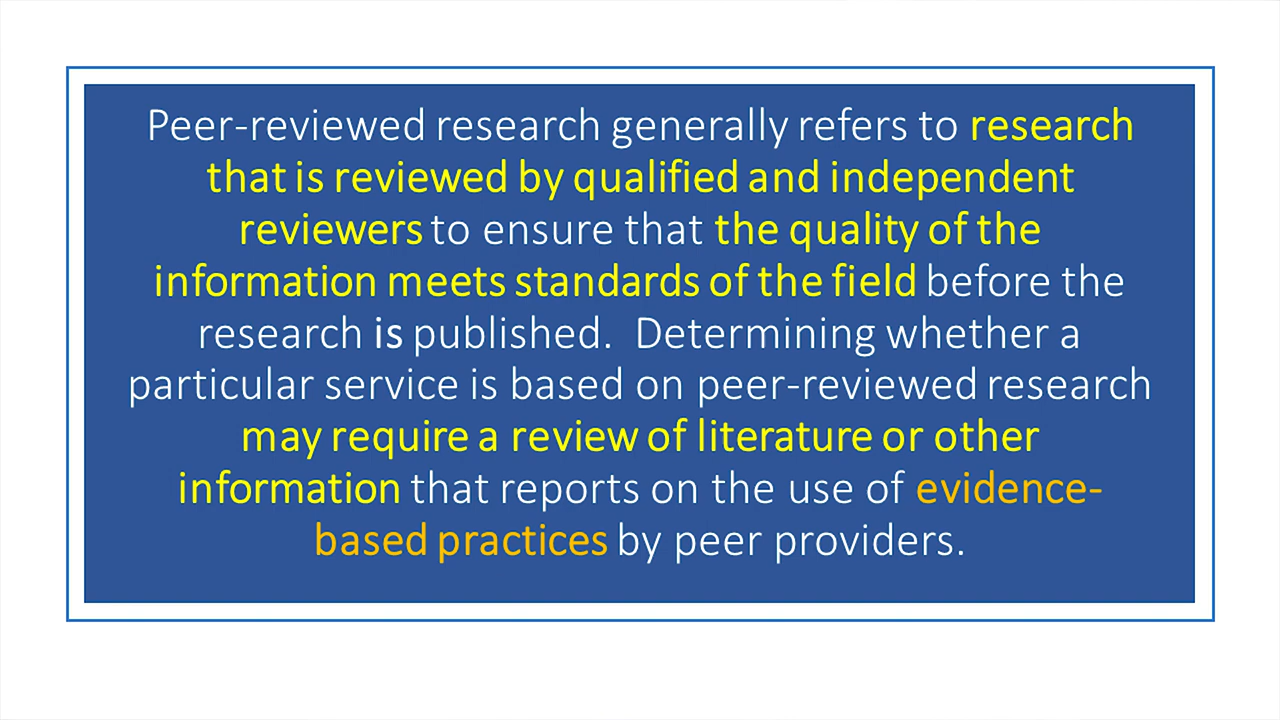 Peer-reviewed research generally refers to research
that is reviewed by qualified and independent
reviewers to ensure that the quality of the
information meets standards of the field before the
research is published.  Determining whether a
particular service is based on peer-reviewed research
may require a review of literature or other
information that reports on the use of evidence-
based practices by peer providers.